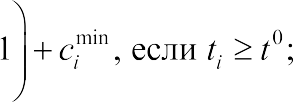 1) + c_i^min, если t_i ≥ t^0;